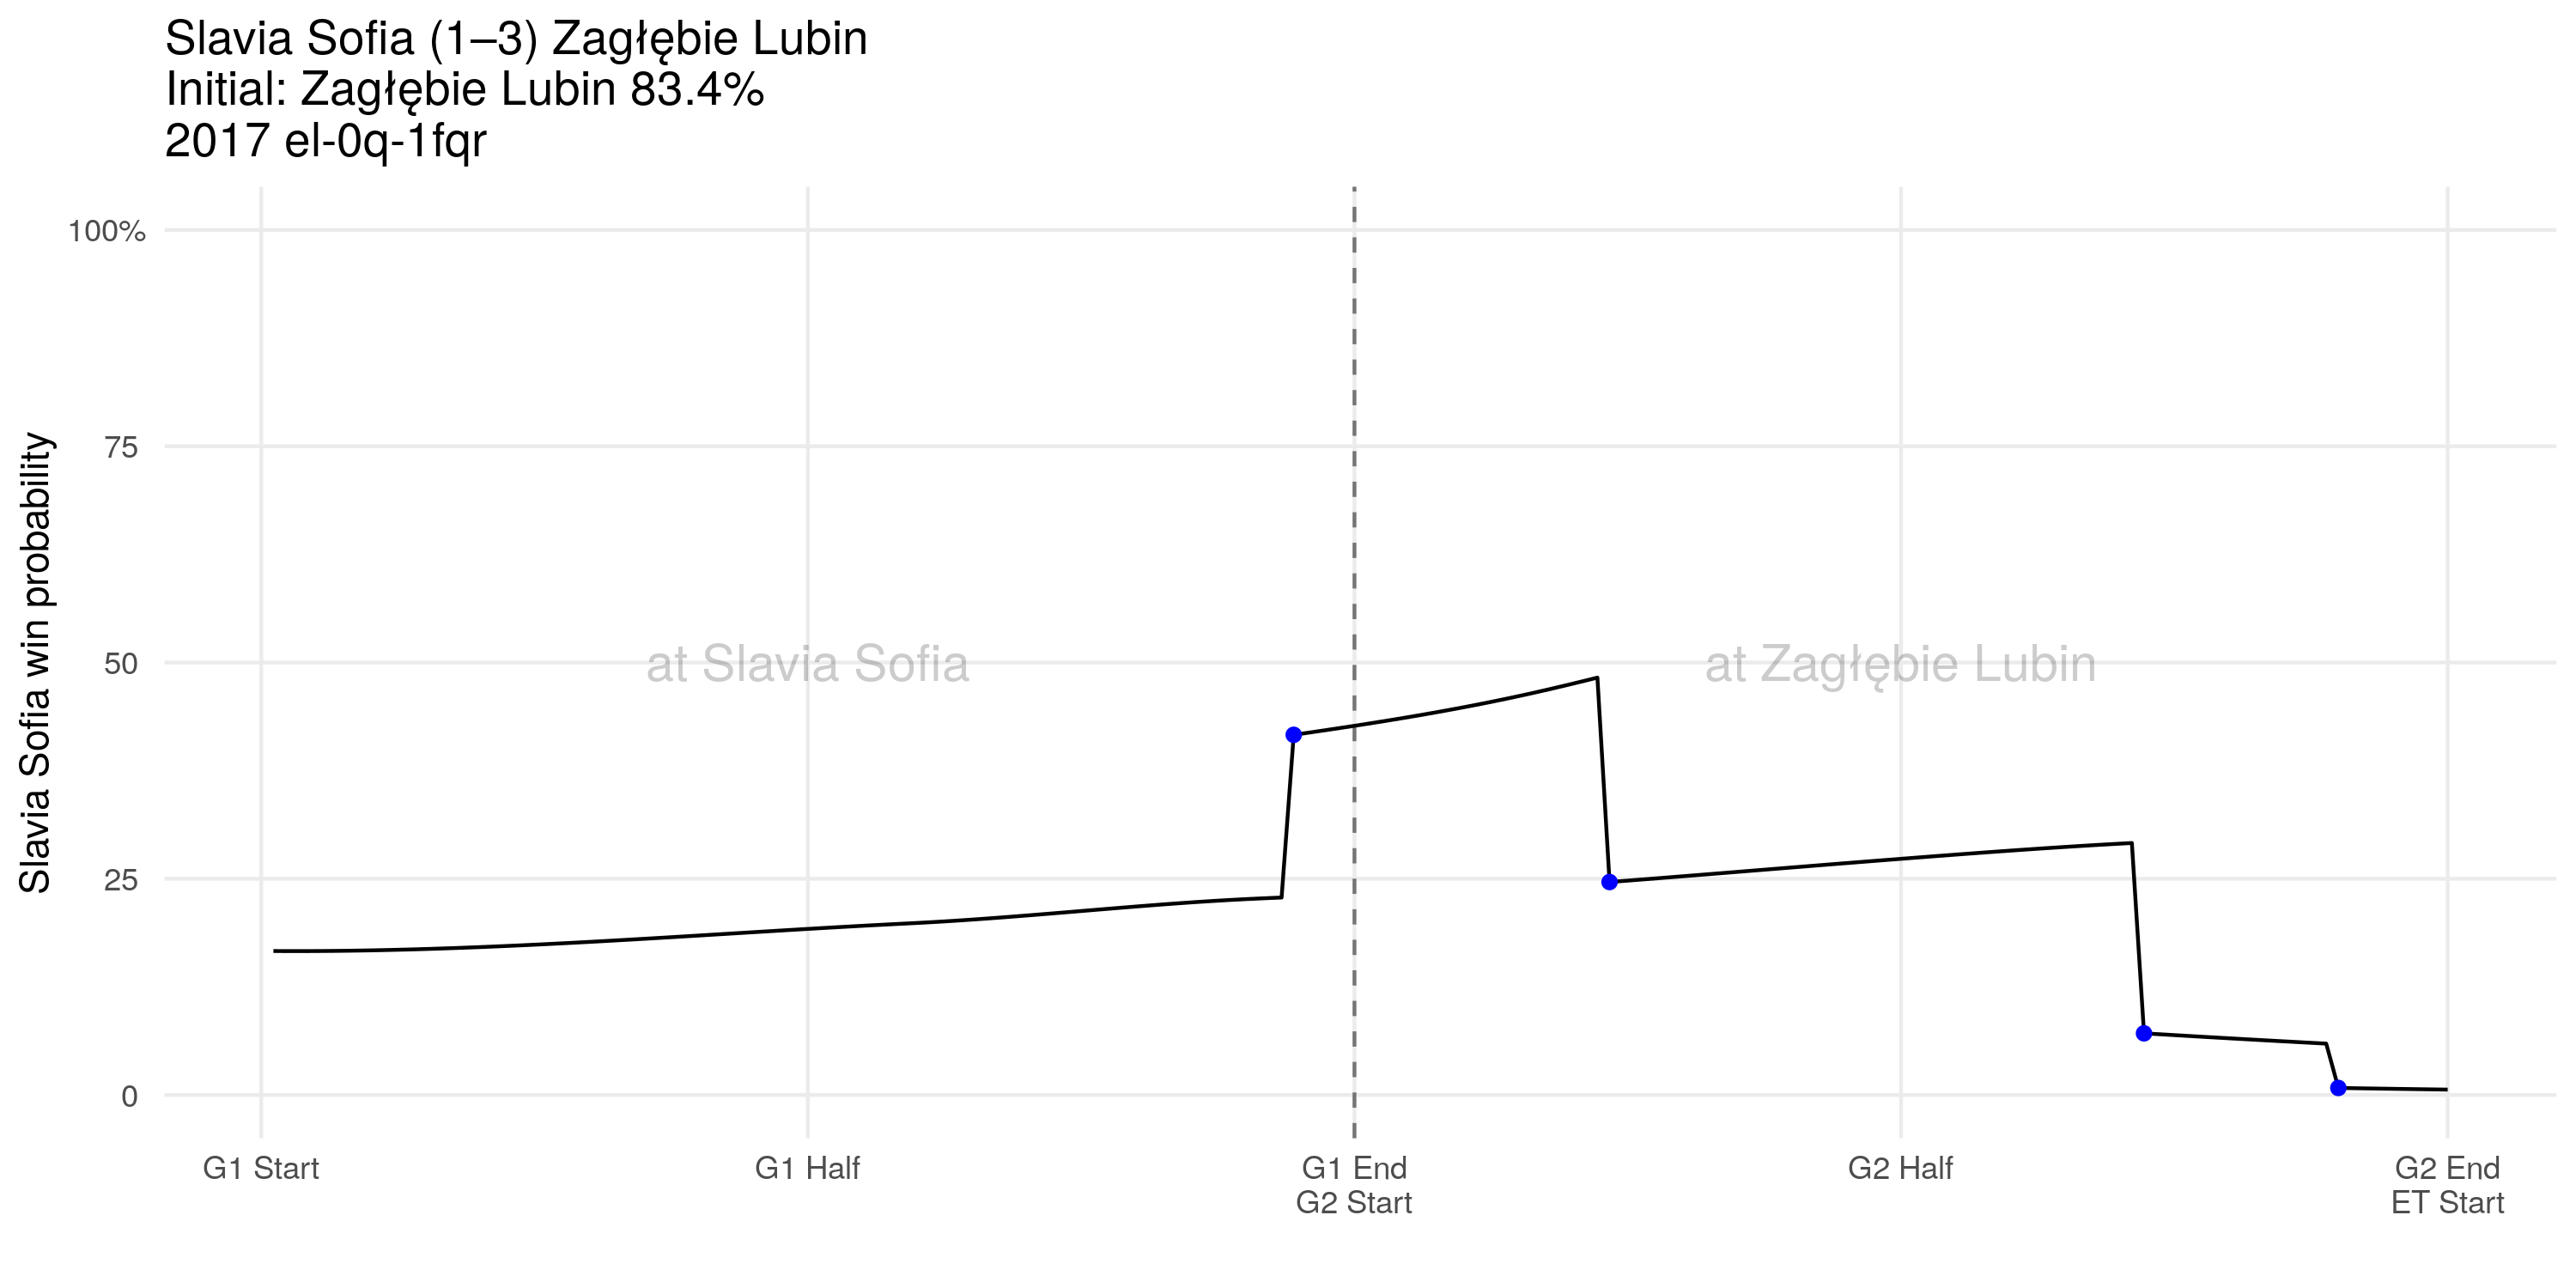 Slavia Sofia (1–3) Zagłębie Lubin
Initial: Zagłębie Lubin 83.4%
2017 el-0q-1fqr
Slavia Sofia win probability
100%
75
50
25
0
at Slavia Sofia
at Zagłębie Lubin
G1 Start
G1 Half
G1 End
G2 Start
G2 Half
G2 End
ET Start